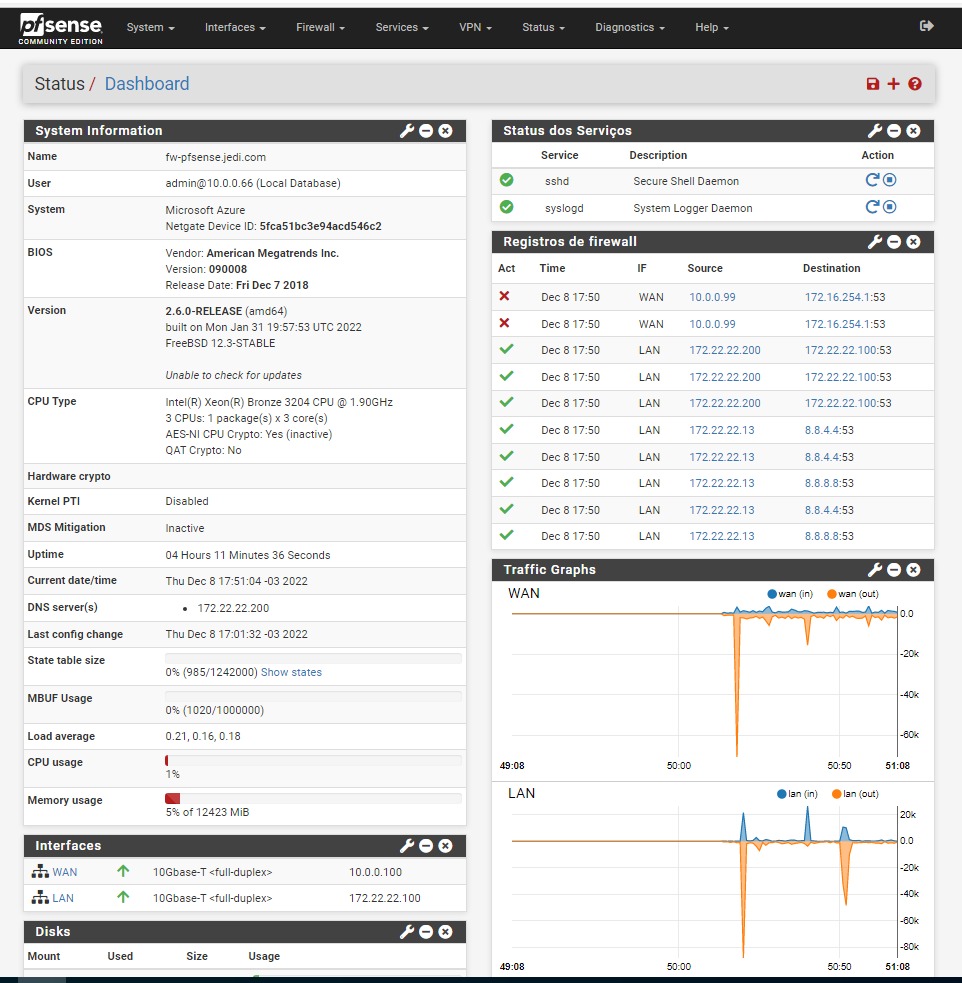 pfsense
COMMUNITY EDITION
System Interfaces Firewall Services VPN Status Diagnostics Help
Status / Dashboard
System Information
Name fw-pfsense.jedi.com
User admin@10.0.0.66 (Local Database)
System Microsoft Azure
Netgate Device ID: 5fca51bc3e94acd546c2
BIOS Vendor: American Megatrends Inc.
Version: 090008
Release Date: Fri Dec 7 2018
Version 2.6.0-RELEASE (amd64)
built on Mon Jan 31 19:57:53 UTC 2022
FreeBSD 12.3-STABLE
Unable to check for updates
CPU Type Intel(R) Xeon(R) Bronze 3204 CPU @ 1.90GHz
3 CPUs: 1 package(s) x 3 core(s)
AES-NI CPU Crypto: Yes (inactive)
QAT Crypto: No
Hardware crypto
Kernel PTI Disabled
MDS Mitigation Inactive
Uptime 04 Hours 11 Minutes 36 Seconds
Current date/time Thu Dec 8 17:51:04 -03 2022
DNS server(s) • 172.22.22.200
Last config change Thu Dec 8 17:01:32 -03 2022
State table size
0% (985/1242000) Show states
MBUF Usage
0% (1020/1000000)
Load average 0.21, 0.16, 0.18
CPU usage
1%
Memory usage
5% of 12423 MiB
Interfaces
WAN 10Gbase-T <full-duplex> 10.0.0.100
LAN 10Gbase-T <full-duplex> 172.22.22.100
Disks
Mount Used Size Usage
Status dos Serviços
Service Description Action
sshd Secure Shell Daemon
syslogd System Logger Daemon
Registros de firewall
Act Time IF Source Destination
Dec 8 17:50 WAN 10.0.0.99 172.16.254.1:53
Dec 8 17:50 WAN 10.0.0.99 172.16.254.1:53
Dec 8 17:50 LAN 172.22.22.200 172.22.22.100:53
Dec 8 17:50 LAN 172.22.22.200 172.22.22.100:53
Dec 8 17:50 LAN 172.22.22.200 172.22.22.100:53
Dec 8 17:50 LAN 172.22.22.13 8.8.4.4:53
Dec 8 17:50 LAN 172.22.22.13 8.8.4.4:53
Dec 8 17:50 LAN 172.22.22.13 8.8.8.8:53
Dec 8 17:50 LAN 172.22.22.13 8.8.4.4:53
Dec 8 17:50 LAN 172.22.22.13 8.8.8.8:53
Traffic Graphs
WAN wan (in) wan (out)
0.0
-20k
-40k
-60k
49:08 50:00 50:50 51:08
LAN lan (in) lan (out)
20k
0.0
-20k
-40k
-60k
-80k
49:08 50:00 50:50 51:08